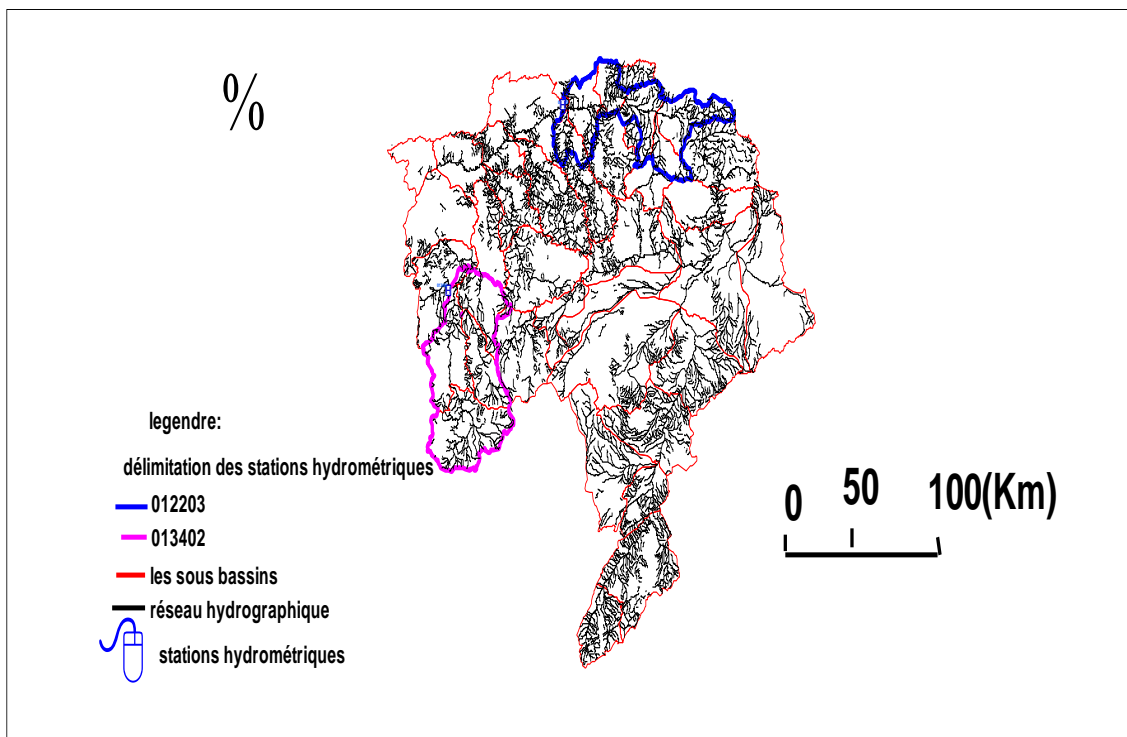 %
legendre:
délimitation des stations hydrométriques
012203
013402
les sous bassins
réseau hydrographique
stations hydrométriques
0 50 100(Km)